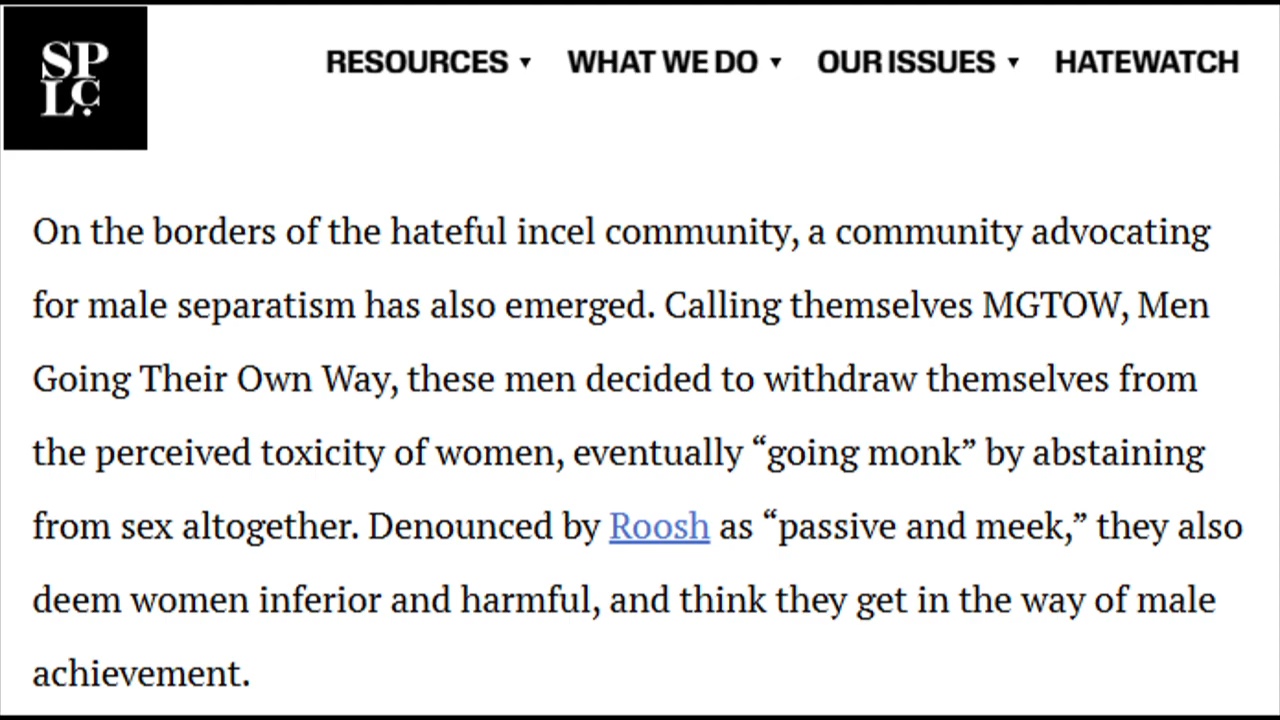 SP
LC.
RESOURCES ▼ WHAT WE DO ▼ OUR ISSUES ▼ HATEWATCH
On the borders of the hateful incel community, a community advocating
for male separatism has also emerged. Calling themselves MGTOW, Men
Going Their Own Way, these men decided to withdraw themselves from
the perceived toxicity of women, eventually “going monk” by abstaining
from sex altogether. Denounced by Roosh as “passive and meek,” they also
deem women inferior and harmful, and think they get in the way of male
achievement.